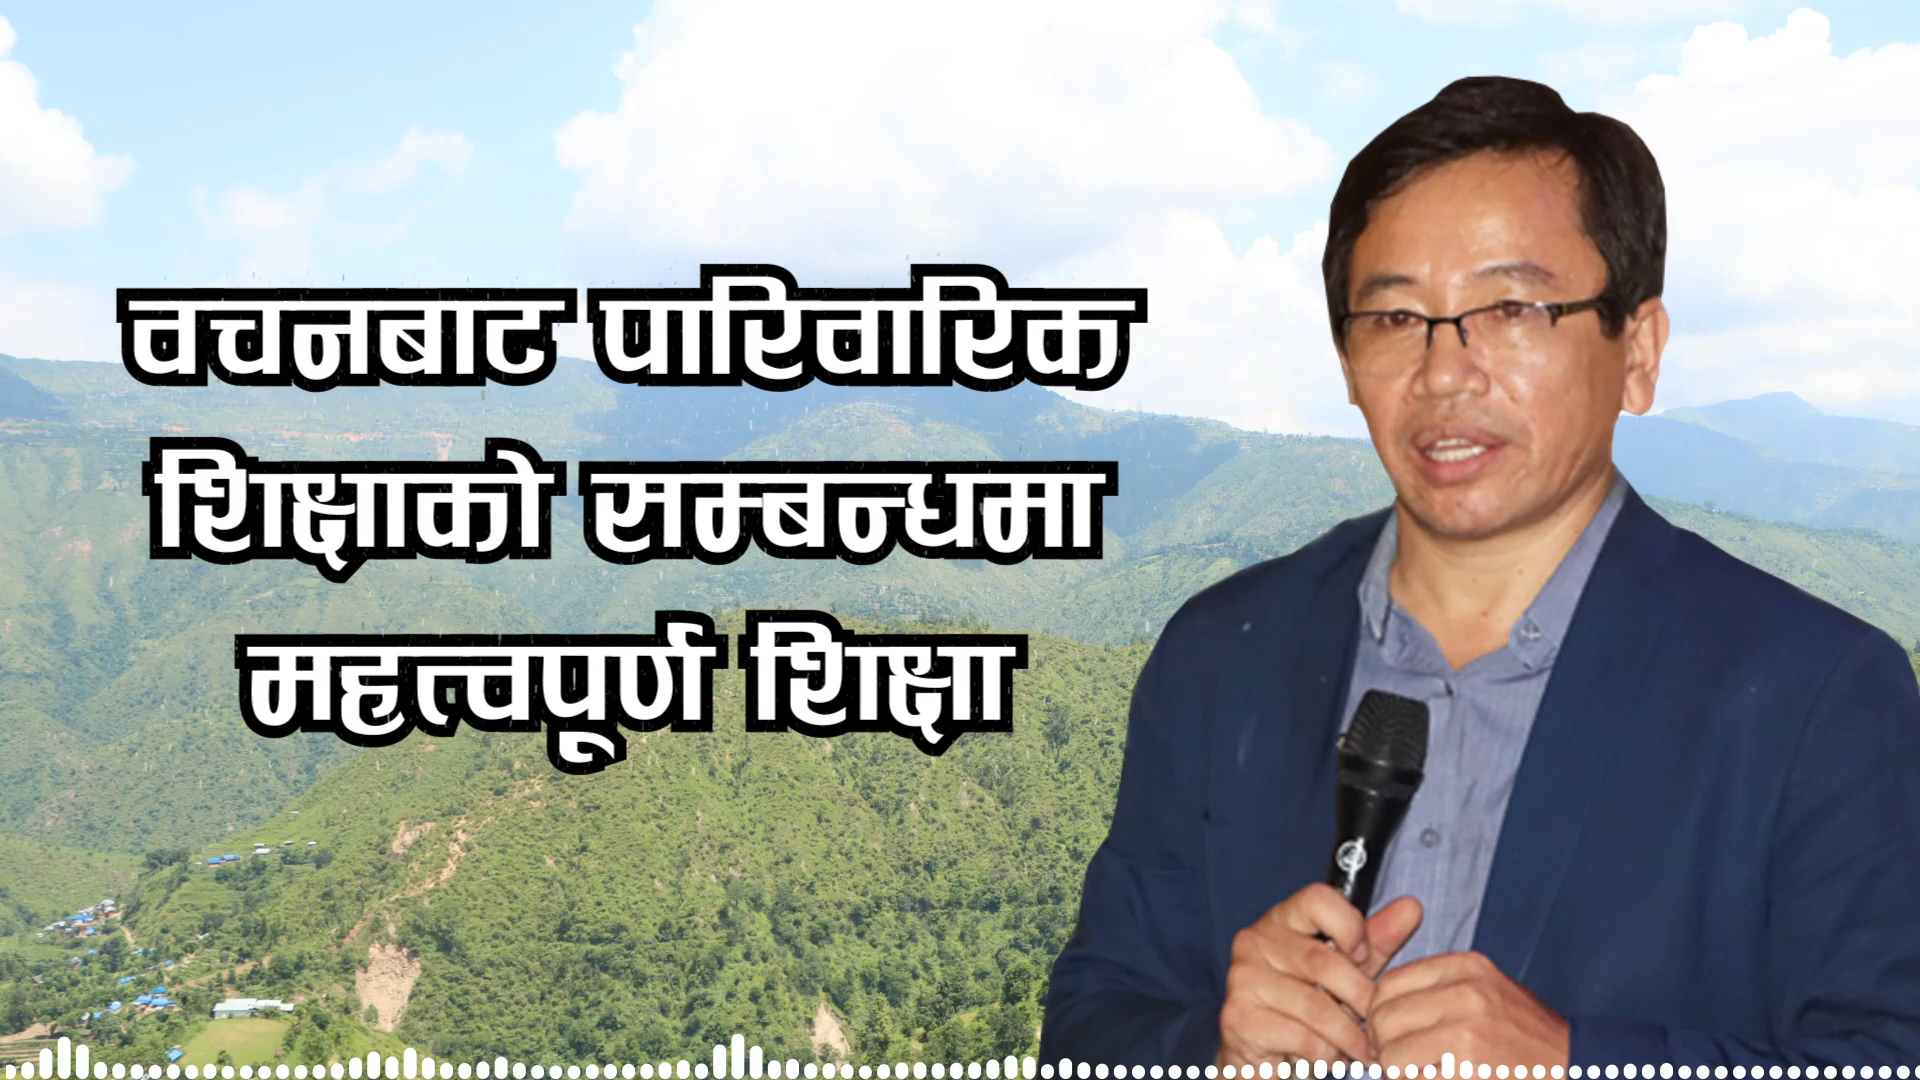 वचनबाट पारिवारिक
शिक्षाको सम्बन्धमा
महत्त्वपूर्ण शिक्षा